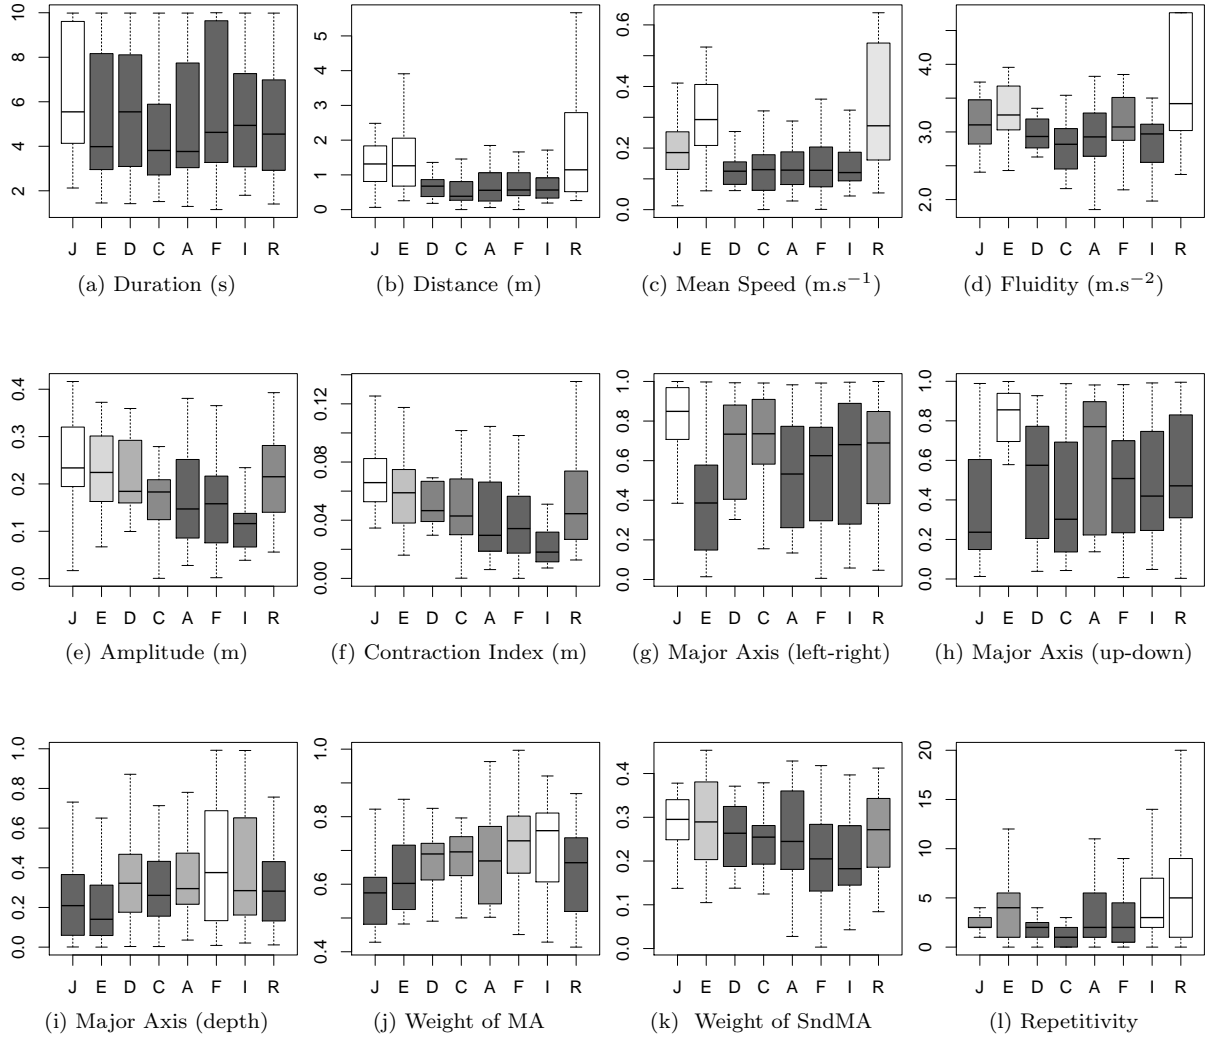 2 4 6 8 10
J E D C A F I R
(a) Duration (s)
0 1 2 3 4 5
J E D C A F I R
(b) Distance (m)
0.0 0.2 0.4 0.6
J E D C A F I R
(c) Mean Speed (m.s−1)
2.0 3.0 4.0
J E D C A F I R
(d) Fluidity (m.s−2)
0.0 0.1 0.2 0.3 0.4
J E D C A F I R
(e) Amplitude (m)
0.00 0.04 0.08 0.12
J E D C A F I R
(f) Contraction Index (m)
0.0 0.2 0.4 0.6 0.8 1.0
J E D C A F I R
(g) Major Axis (left-right)
0.0 0.2 0.4 0.6 0.8 1.0
J E D C A F I R
(h) Major Axis (up-down)
0.0 0.2 0.4 0.6 0.8 1.0
J E D C A F I R
(i) Major Axis (depth)
0.4 0.6 0.8 1.0
J E D C A F I R
(j) Weight of MA
0.0 0.1 0.2 0.3 0.4
J E D C A F I R
(k) Weight of SndMA
0 5 10 15 20
J E D C A F I R
(l) Repetitivity